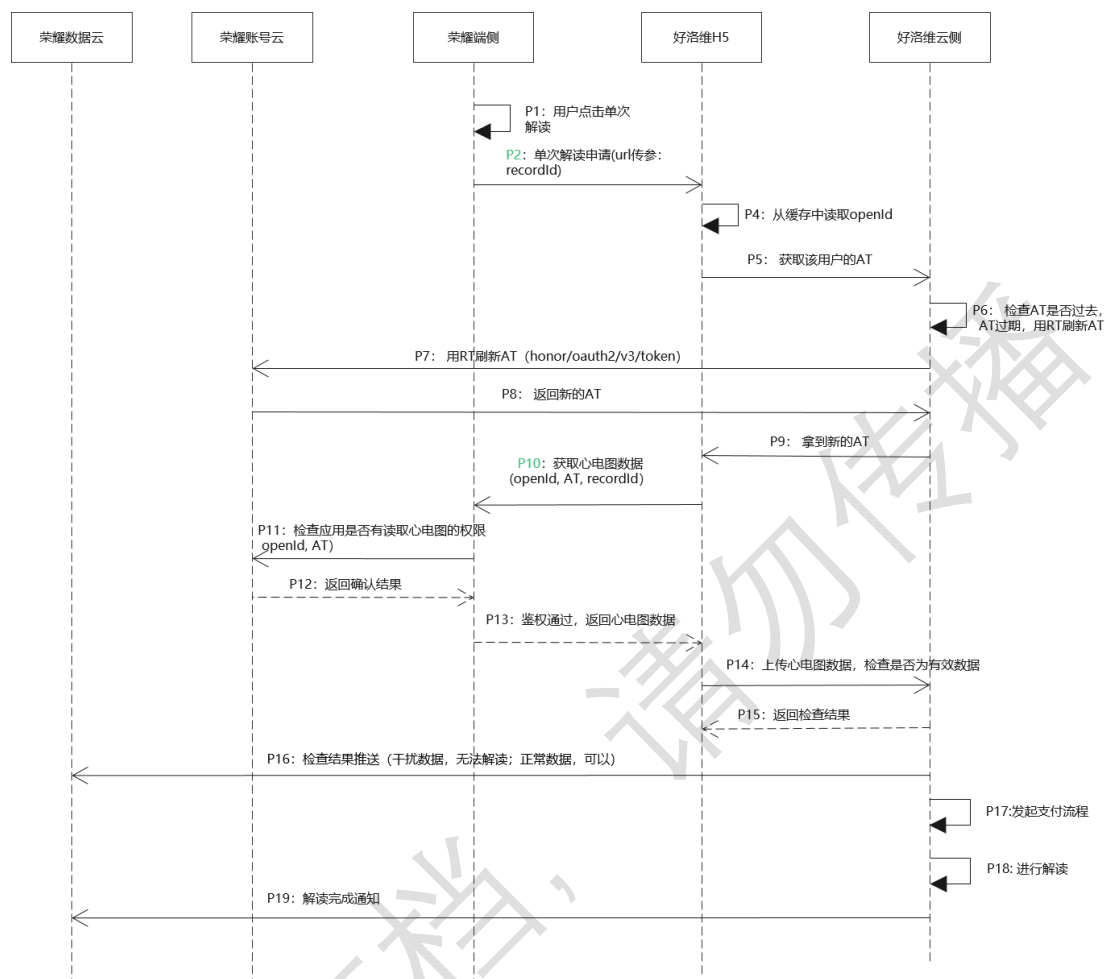 荣耀数据云
荣耀账号云
荣耀端侧
好洛维H5
好洛维云侧
P1：用户点击单次
解读
P2：单次解读申请(url传参：
recordId)
P4：从缓存中读取openId
P5： 获取该用户的AT
P6： 检查AT是否过去，
AT过期，用RT刷新AT
P7： 用RT刷新AT（honor/oauth2/v3/token）
P8： 返回新的AT
P9： 拿到新的AT
P10：获取心电图数据
(openId, AT, recordId）
P11：检查应用是否有读取心电图的权限
openId, AT）
P12：返回确认结果
P13：鉴权通过，返回心电图数据
P14：上传心电图数据，检查是否为有效数据
P15：返回检查结果
P16：检查结果推送（干扰数据，无法解读；正常数据，可以）
P17:发起支付流程
P18: 进行解读
P19：解读完成通知
档，请勿传播